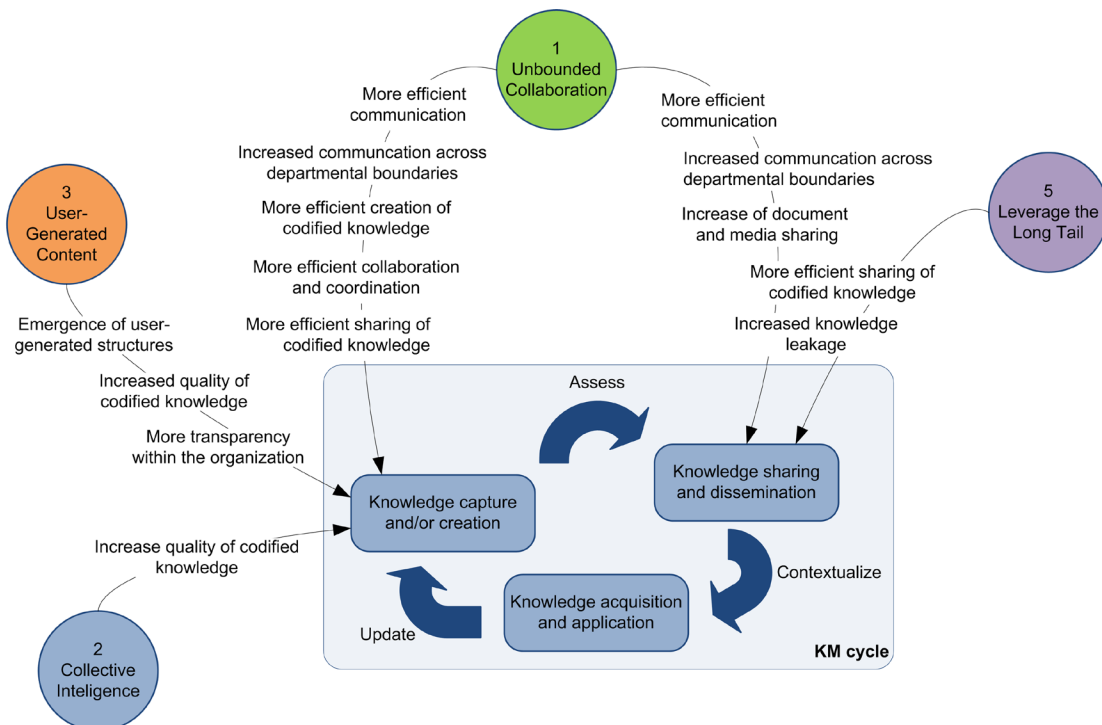 1
Unbounded
Collaboration
More efficient
communication
Increased communcation across
departmental boundaries
More efficient creation of
codified knowledge
More efficient collaboration
and coordination
More efficient sharing of
codified knowledge
More efficient
communication
Increased communcation across
departmental boundaries
Increase of document
and media sharing
More efficient sharing of
codified knowledge
Increased knowledge
leakage
5
Leverage the
Long Tail
3
User-
Generated
Content
Emergence of user-
generated structures
Increased quality of
codified knowledge
More transparency
within the organization
Increase quality of codified
knowledge
2
Collective
Inteligence
Assess
Knowledge capture
and/or creation
Knowledge sharing
and dissemination
Contextualize
Knowledge acquisition
and application
Update
KM cycle